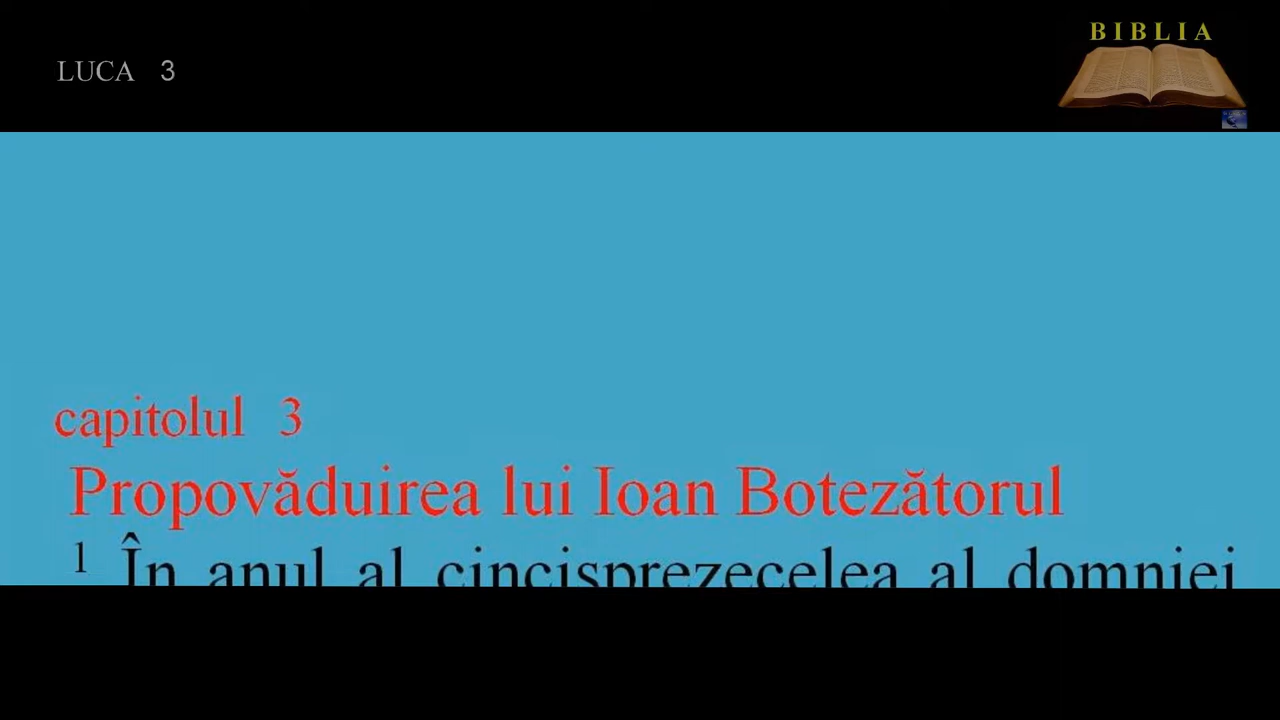 BIBLIA
LUCA 3
capitolul 3
Propovăduirea lui Ioan Botezătorul
1 În anul al cincisprezecelea al domniei